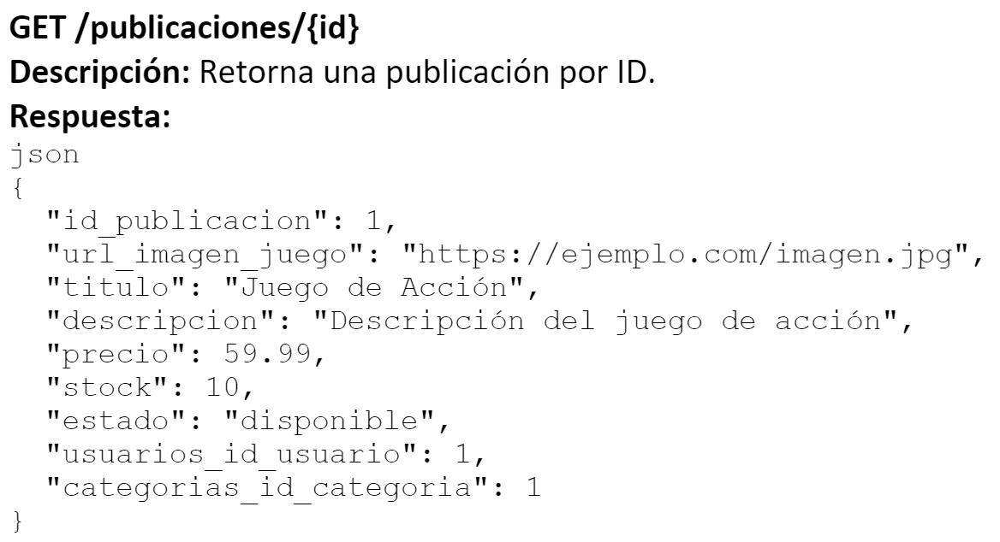 GET /publicaciones/{id}
Descripción: Retorna una publicación por ID.
Respuesta:
json
{
  "id_publicacion": 1,
  "url_imagen_juego": "https://ejemplo.com/imagen.jpg",
  "titulo": "Juego de Acción",
  "descripcion": "Descripción del juego de acción",
  "precio": 59.99,
  "stock": 10,
  "estado": "disponible",
  "usuarios_id_usuario": 1,
  "categorias_id_categoria": 1
}